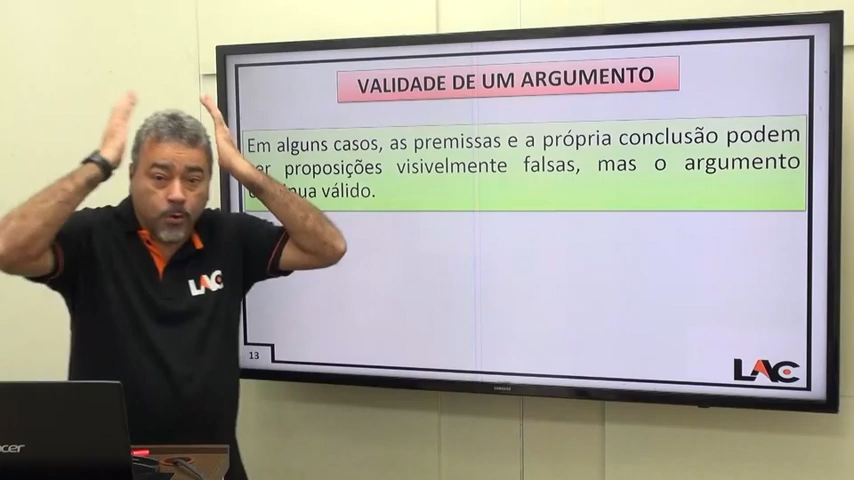 VALIDADE DE UM ARGUMENTO
Em alguns casos, as premissas e a própria conclusão podem
proposições visivelmente falsas, mas o argumento
válido.
13
LAC
LAC
SAMSUNG